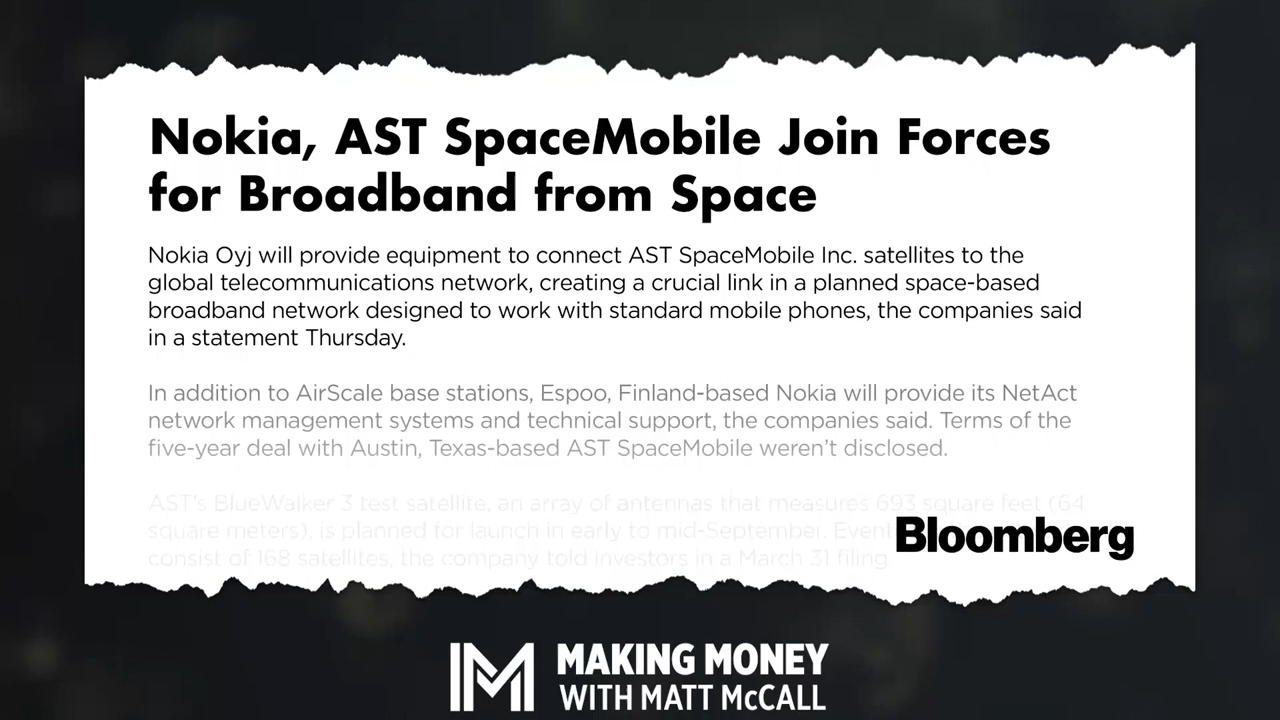 Nokia, AST SpaceMobile Join Forces
for Broadband from Space
Nokia Oyj will provide equipment to connect AST SpaceMobile Inc. satellites to the
global telecommunications network, creating a crucial link in a planned space-based
broadband network designed to work with standard mobile phones, the companies said
in a statement Thursday.
In addition to AirScale base stations, Espoo, Finland-based Nokia will provide its NetAct
network management systems and technical support, the companies said. Terms of the
five-year deal with Austin, Texas-based AST SpaceMobile weren't disclosed.
AST's BlueWalker 3 test satellite, an array of antennas that measures 693 square feet (64
square meters), is planned for launch in early to mid-September.
consist of 168 satellites, the company told investors in a March 31 filing.
Bloomberg
MAKING MONEY
WITH MATT McCALL